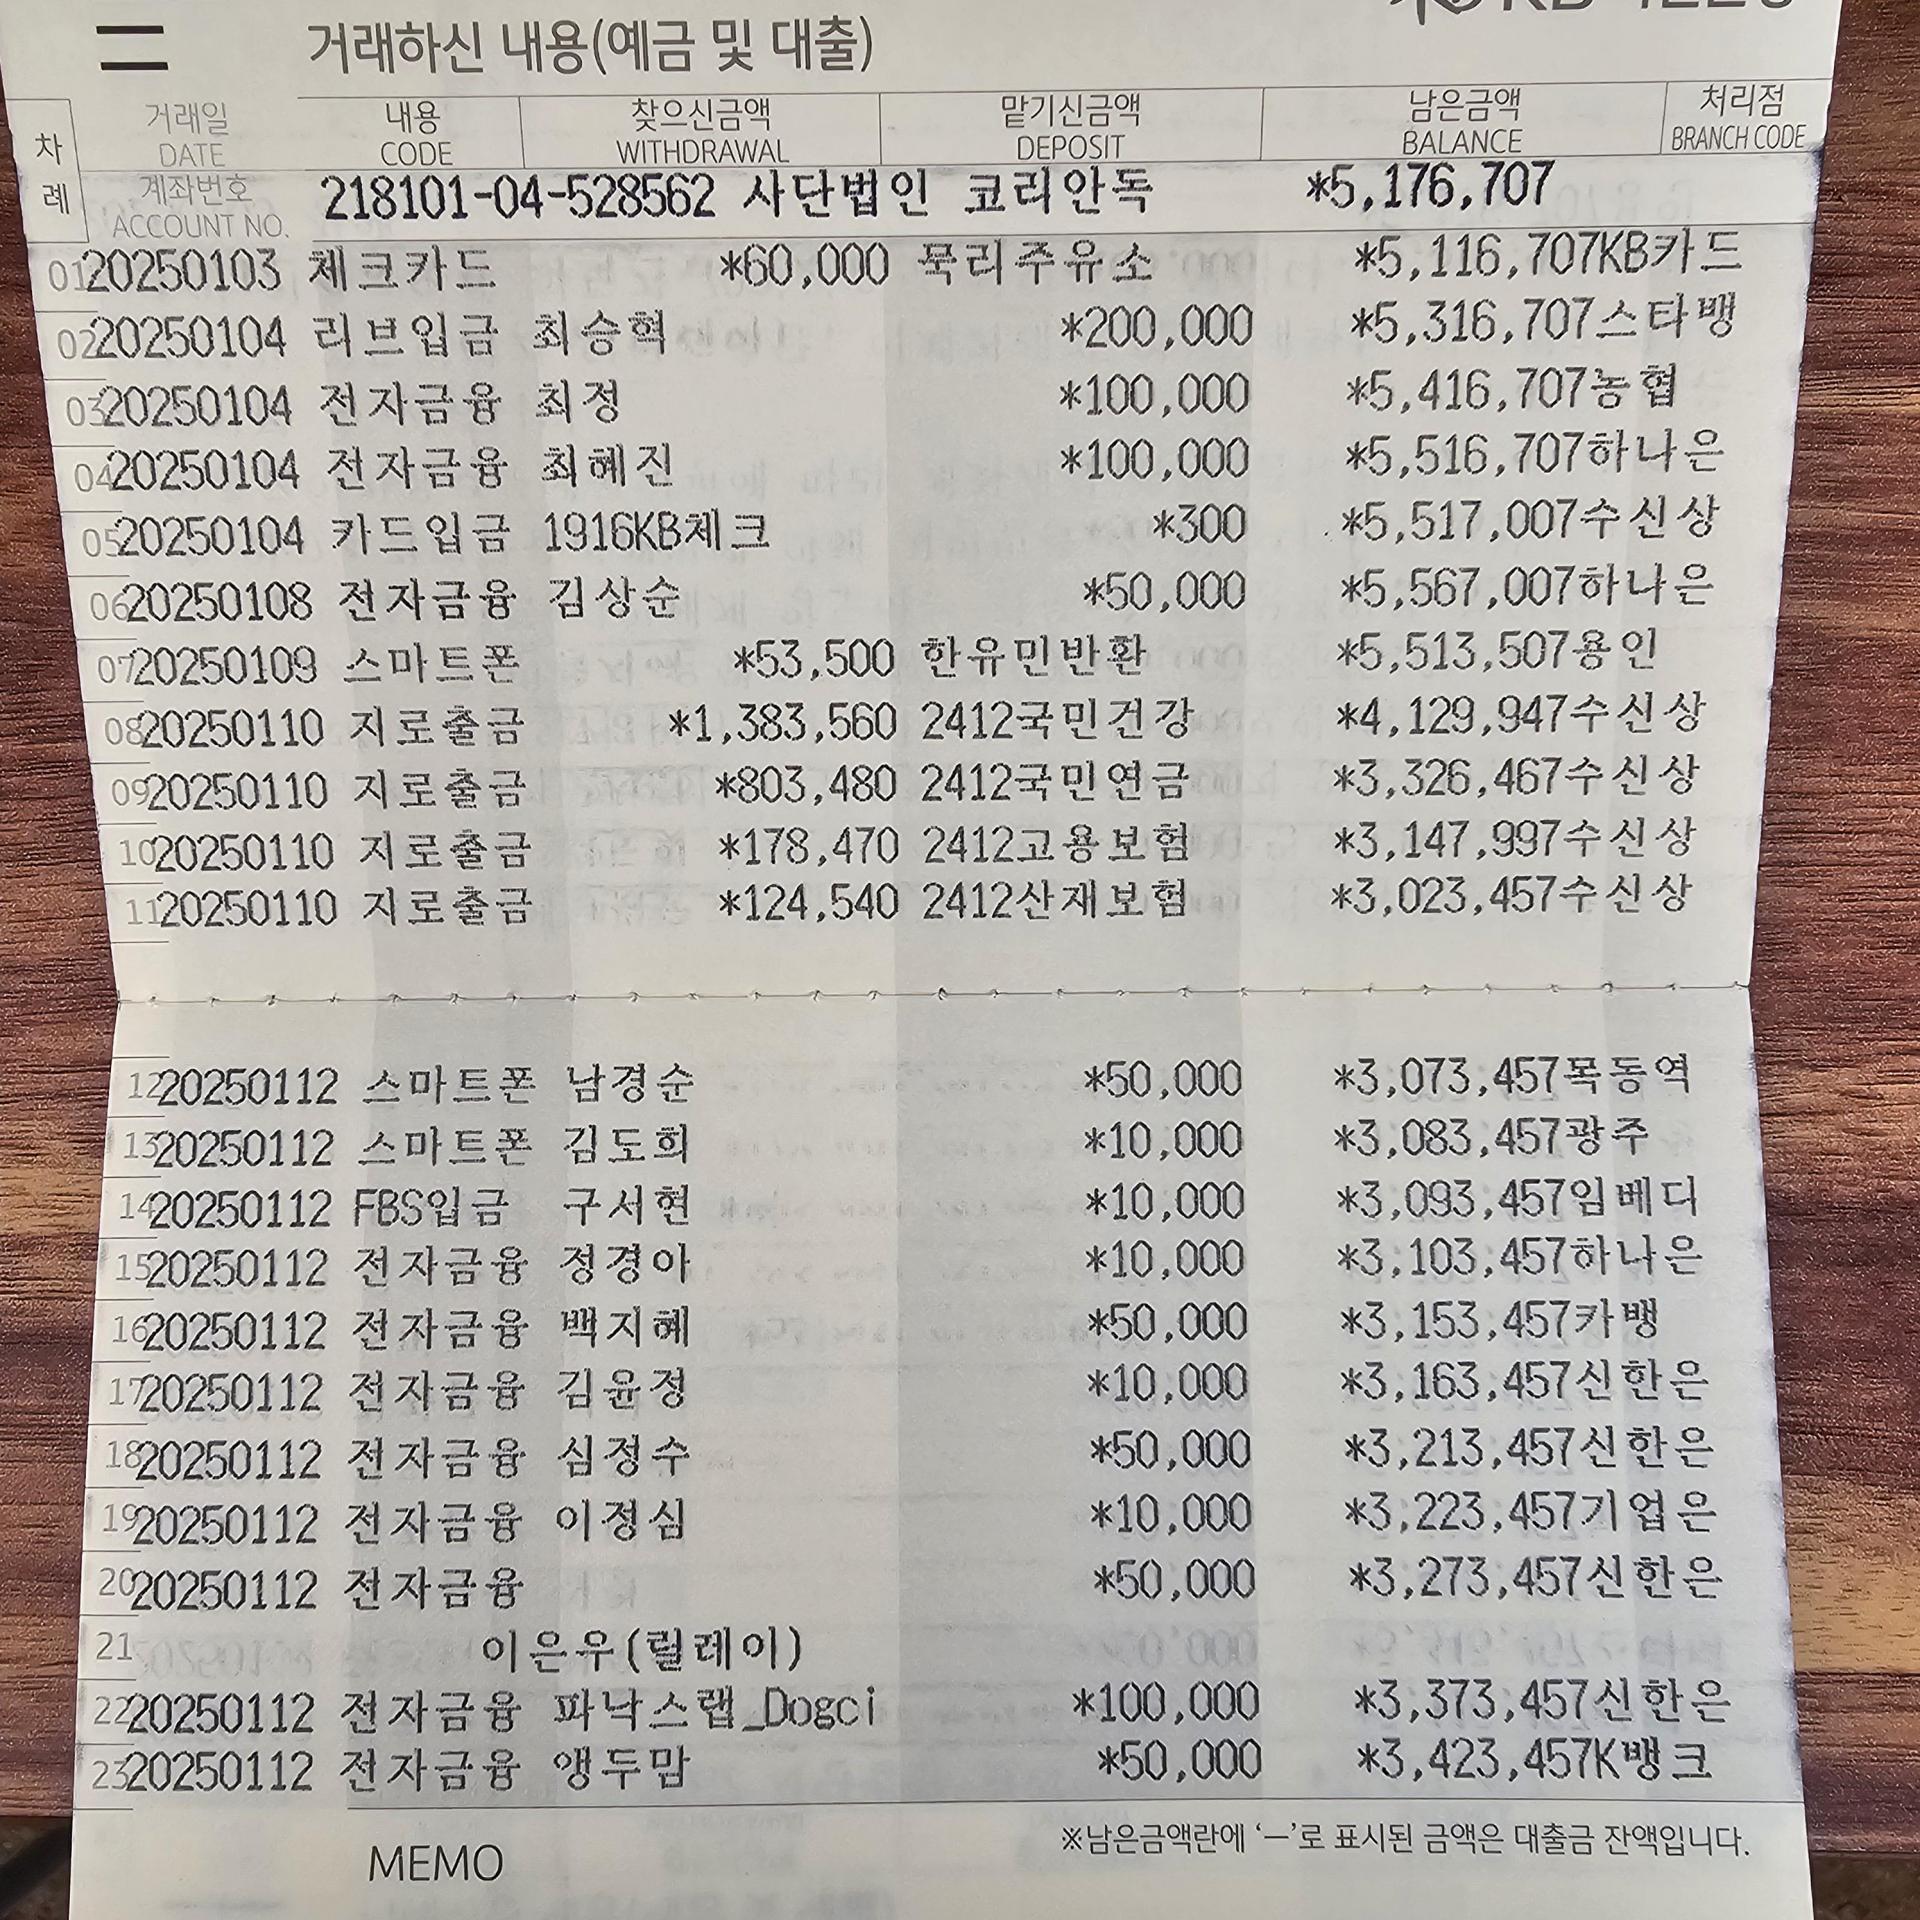 거래하신 내용(예금 및 대출)
차례 거래일 DATE 내용 CODE 찾으신금액 WITHDRAWAL 맡기신금액 DEPOSIT 남은금액 BALANCE 처리점 BRANCH CODE
계좌번호 ACCOUNT NO. 218101-04-528562 사단법인 코리안독 *5,176,707
01 20250103 체크카드 *60,000 묵리주유소 *5,116,707KB카드
02 20250104 리브입금 최승혁 *200,000 *5,316,707스타뱅
03 20250104 전자금융 최정 *100,000 *5,416,707농협
04 20250104 전자금융 최혜진 *100,000 *5,516,707하나은
05 20250104 카드입금 1916KB체크 *300 *5,517,007수신상
06 20250108 전자금융 김상순 *50,000 *5,567,007하나은
07 20250109 스마트폰 *53,500 한유민반환 *5,513,507용인
08 20250110 지로출금 *1,383,560 2412국민건강 *4,129,947수신상
09 20250110 지로출금 *803,480 2412국민연금 *3,326,467수신상
10 20250110 지로출금 *178,470 2412고용보험 *3,147,997수신상
11 20250110 지로출금 *124,540 2412산재보험 *3,023,457수신상
12 20250112 스마트폰 남경순 *50,000 *3,073,457목동역
13 20250112 스마트폰 김도희 *10,000 *3,083,457광주
14 20250112 FBS입금 구서현 *10,000 *3,093,457임베디
15 20250112 전자금융 정경아 *10,000 *3,103,457하나은
16 20250112 전자금융 백지혜 *50,000 *3,153,457카뱅
17 20250112 전자금융 김윤정 *10,000 *3,163,457신한은
18 20250112 전자금융 심정수 *50,000 *3,213,457신한은
19 20250112 전자금융 이정심 *10,000 *3,223,457기업은
20 20250112 전자금융 *50,000 *3,273,457신한은
21 이은우(릴레이)
22 20250112 전자금융 파낙스랩_Dogci *100,000 *3,373,457신한은
23 20250112 전자금융 앵두맘 *50,000 *3,423,457K뱅크
※남은금액란에 ‘–’로 표시된 금액은 대출금 잔액입니다.
MEMO